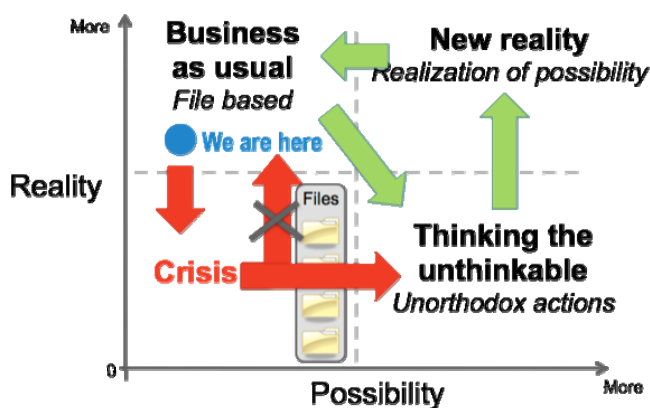 More
Business
as usual
File based
New reality
Realization of possibility
We are here
Reality
Files
Crisis
Thinking the
unthinkable
Unorthodox actions
0
Possibility
More